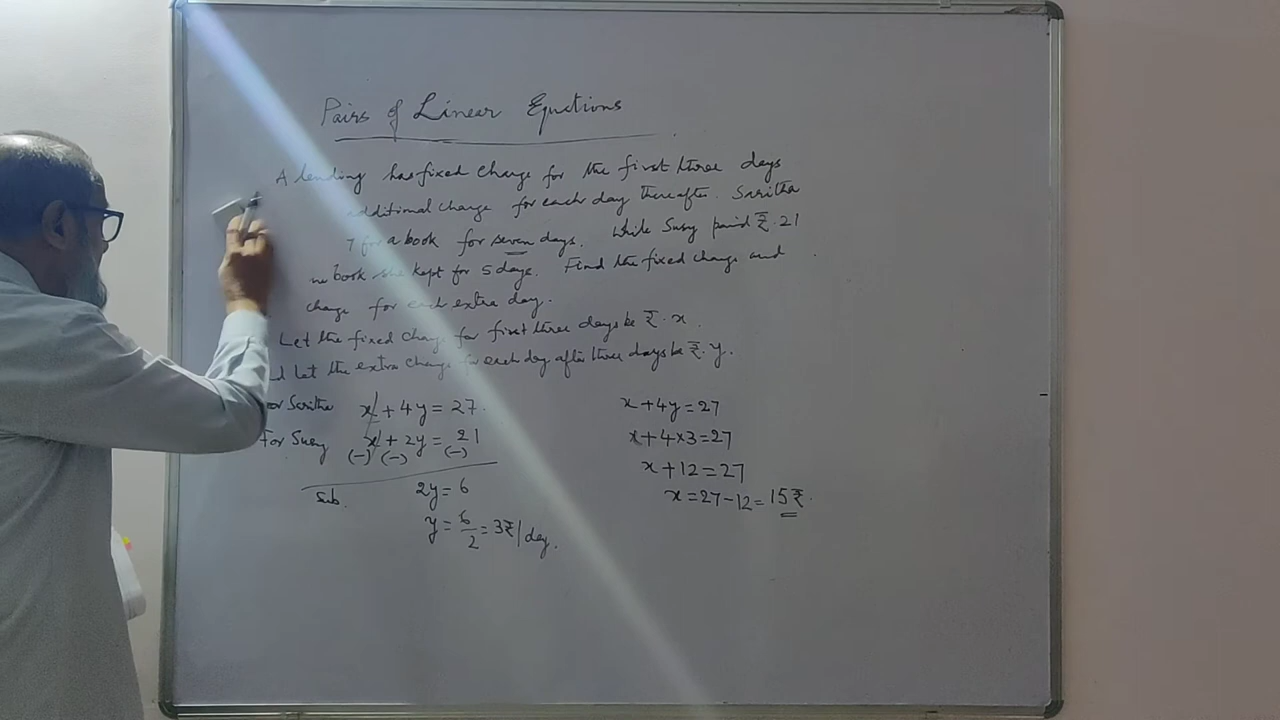 Pairs of Linear Equctions
A lending has fixed charge for the first three days
additional charge for each day thereafter. Saritha
7 for a book for seven days. While Susy paid ₹.21
book she kept for 5 days. Find the fixed charge and
charge for each extra day.
Let the fixed charge for first three days be ₹.x.
let the extra charge for each day after three days be ₹.y.
For Saritha x + 4y = 27.
For Susy x + 2y = 21
(-) (-) (-)
Sub. 2y = 6
y = 6/2 = 3₹/day.
x + 4y = 27
x + 4×3 = 27
x + 12 = 27
x = 27 - 12 = 15₹.